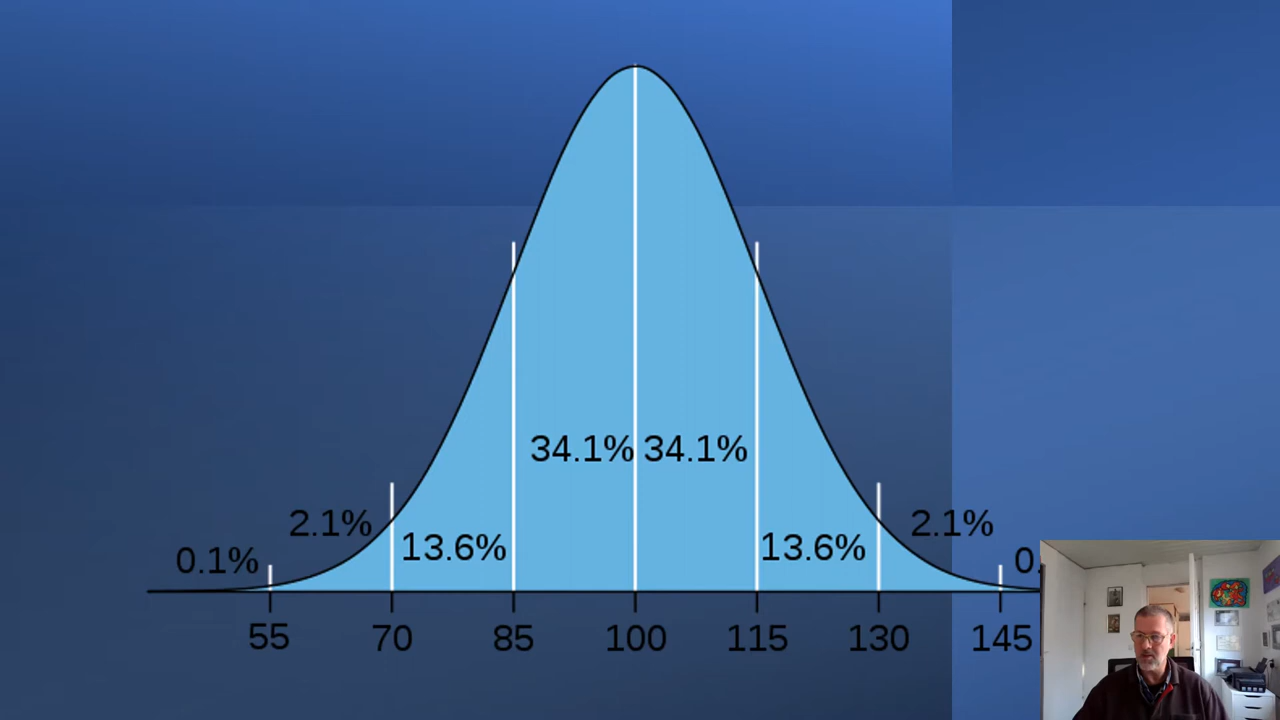 34.1% 34.1%
2.1% 2.1%
0.1% 13.6% 13.6% 0.
55 70 85 100 115 130 145